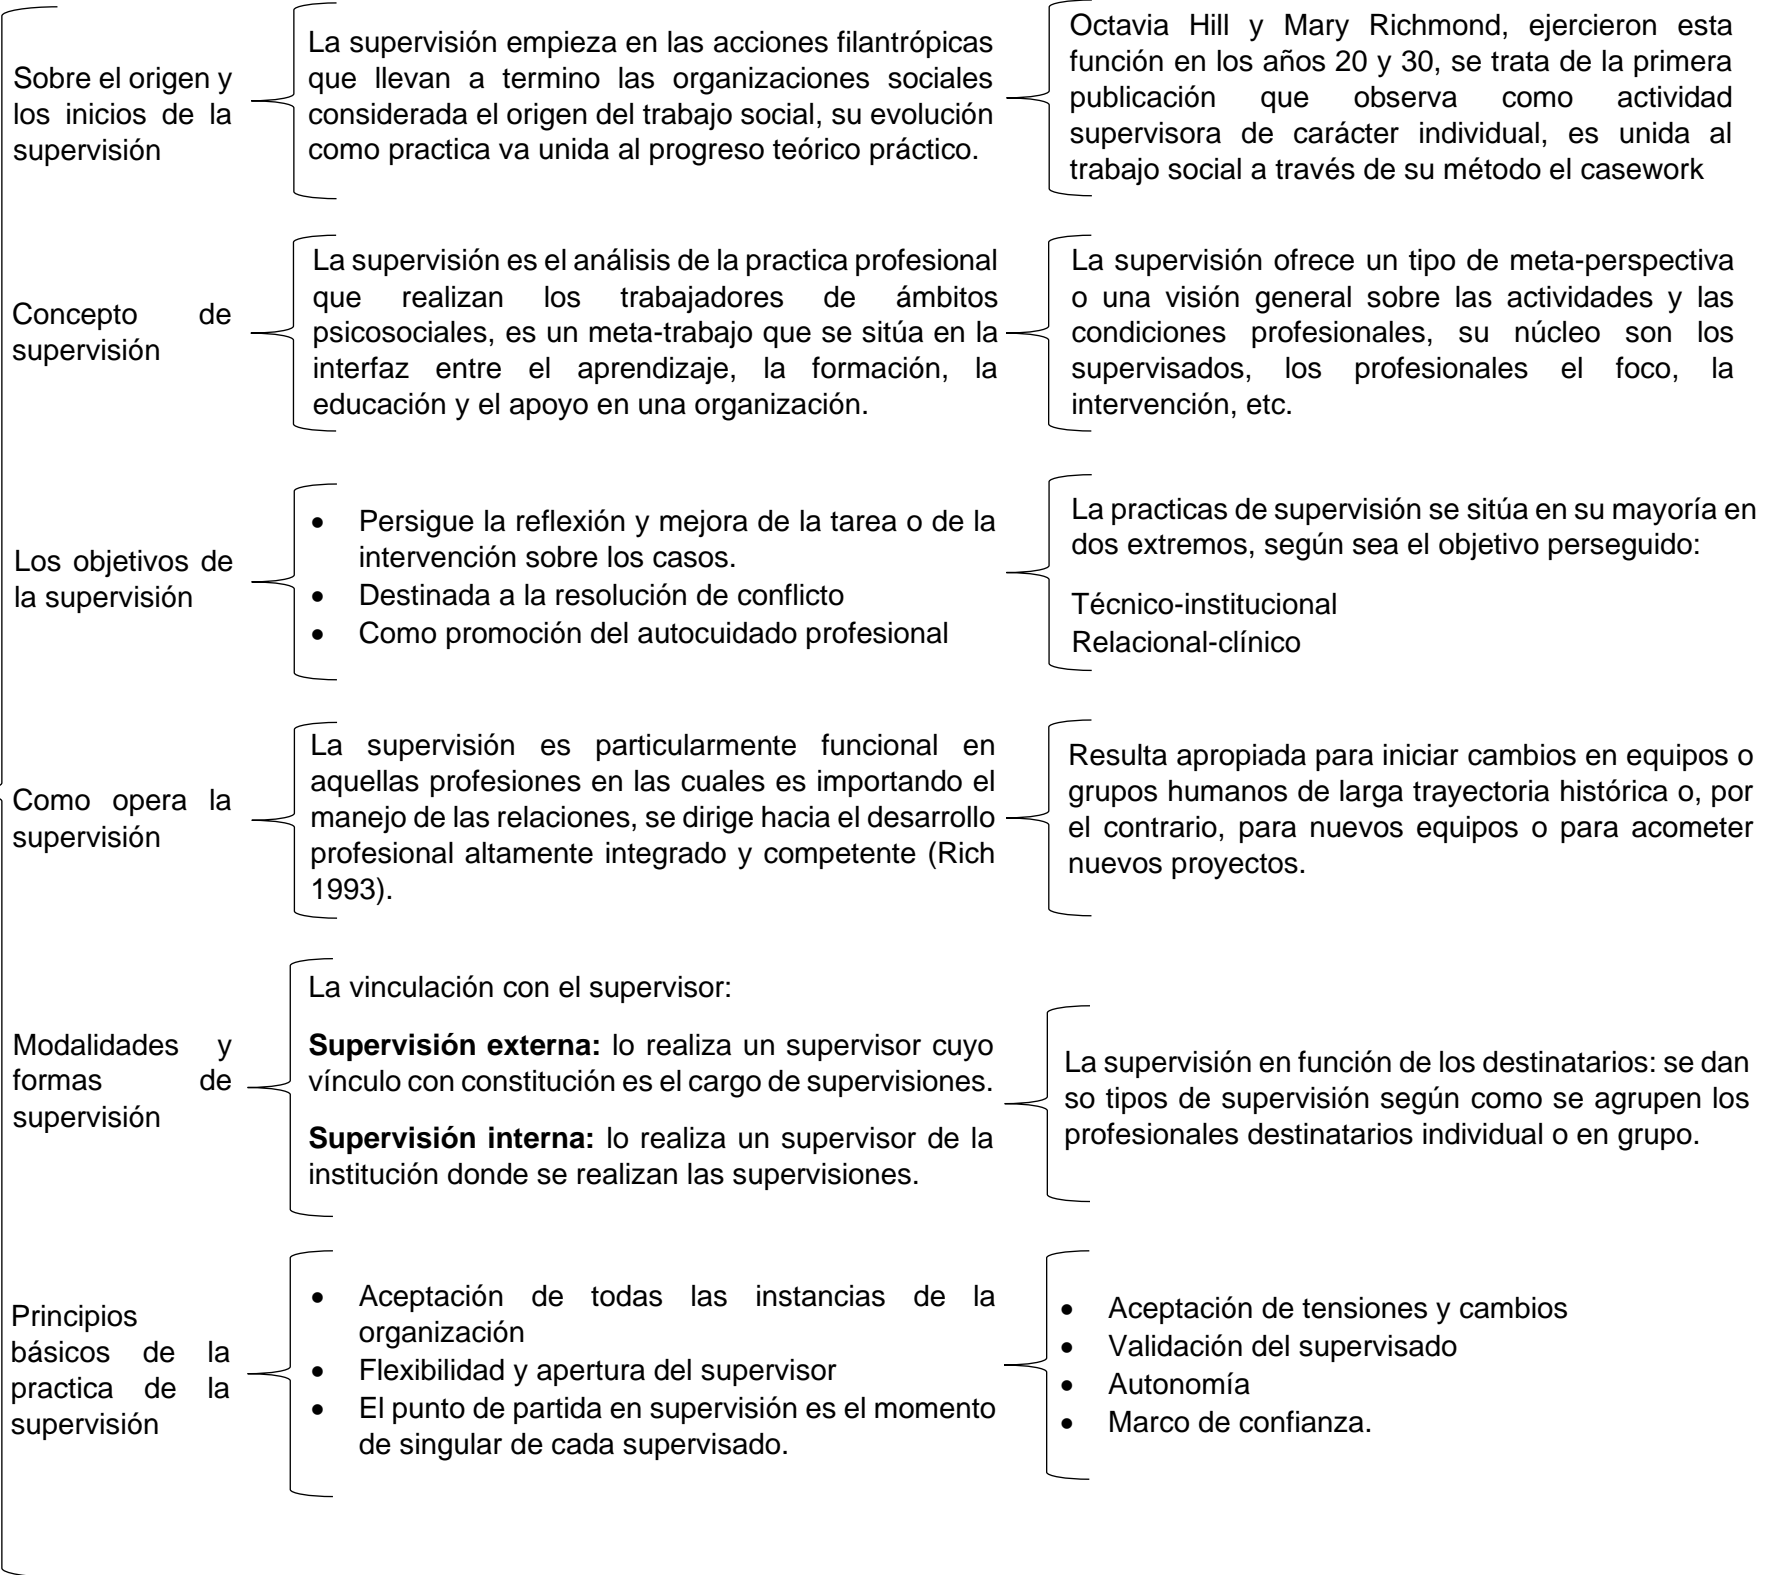 Sobre el origen y
los inicios de la
supervisión
La supervisión empieza en las acciones filantrópicas
que llevan a termino las organizaciones sociales
considerada el origen del trabajo social, su evolución
como practica va unida al progreso teórico práctico.
Octavia Hill y Mary Richmond, ejercieron esta
función en los años 20 y 30, se trata de la primera
publicación que observa como actividad
supervisora de carácter individual, es unida al
trabajo social a través de su método el casework
Concepto de
supervisión
La supervisión es el análisis de la practica profesional
que realizan los trabajadores de ámbitos
psicosociales, es un meta-trabajo que se sitúa en la
interfaz entre el aprendizaje, la formación, la
educación y el apoyo en una organización.
La supervisión ofrece un tipo de meta-perspectiva
o una visión general sobre las actividades y las
condiciones profesionales, su núcleo son los
supervisados, los profesionales el foco, la
intervención, etc.
Los objetivos de
la supervisión
• Persigue la reflexión y mejora de la tarea o de la
intervención sobre los casos.
• Destinada a la resolución de conflicto
• Como promoción del autocuidado profesional
La practicas de supervisión se sitúa en su mayoría en
dos extremos, según sea el objetivo perseguido:
Técnico-institucional
Relacional-clínico
Como opera la
supervisión
La supervisión es particularmente funcional en
aquellas profesiones en las cuales es importando el
manejo de las relaciones, se dirige hacia el desarrollo
profesional altamente integrado y competente (Rich
1993).
Resulta apropiada para iniciar cambios en equipos o
grupos humanos de larga trayectoria histórica o, por
el contrario, para nuevos equipos o para acometer
nuevos proyectos.
Modalidades y
formas de
supervisión
La vinculación con el supervisor:
Supervisión externa: lo realiza un supervisor cuyo
vínculo con constitución es el cargo de supervisiones.
Supervisión interna: lo realiza un supervisor de la
institución donde se realizan las supervisiones.
La supervisión en función de los destinatarios: se dan
so tipos de supervisión según como se agrupen los
profesionales destinatarios individual o en grupo.
Principios
básicos de la
practica de la
supervisión
• Aceptación de todas las instancias de la
organización
• Flexibilidad y apertura del supervisor
• El punto de partida en supervisión es el momento
de singular de cada supervisado.
• Aceptación de tensiones y cambios
• Validación del supervisado
• Autonomía
• Marco de confianza.